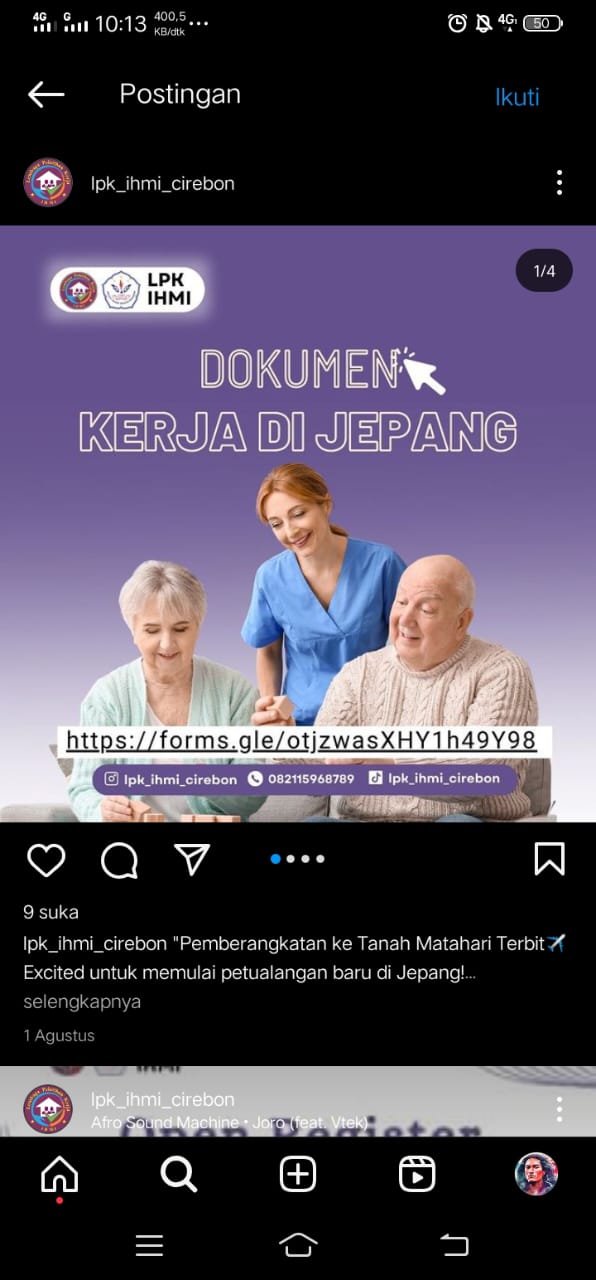 4G G 10:13 400,5 KB/dtk ... 4G 50
Postingan
Ikuti
lpk_ihmi_cirebon
LPK
IHMI
1/4
DOKUMEN
KERJA DI JEPANG
https://forms.gle/otjzwasXHY1h49Y98
lpk_ihmi_cirebon 082115968789 lpk_ihmi_cirebon
9 suka
lpk_ihmi_cirebon "Pemberangkatan ke Tanah Matahari Terbit✈️
Excited untuk memulai petualangan baru di Jepang!...
selengkapnya
1 Agustus
lpk_ihmi_cirebon
Afro Sound Machine • Joro (feat. Vtek)
Open Register